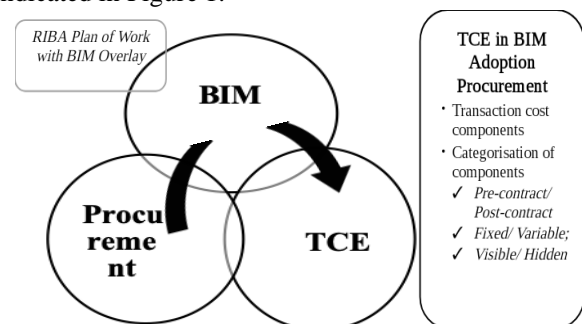 indicated in Figure 1.
RIBA Plan of Work
with BIM Overlay
BIM
Procu
reme
nt
TCE
TCE in BIM
Adoption
Procurement
· Transaction cost
components
· Categorisation of
components
✓ Pre-contract/
Post-contract
✓ Fixed/ Variable;
✓ Visible/ Hidden